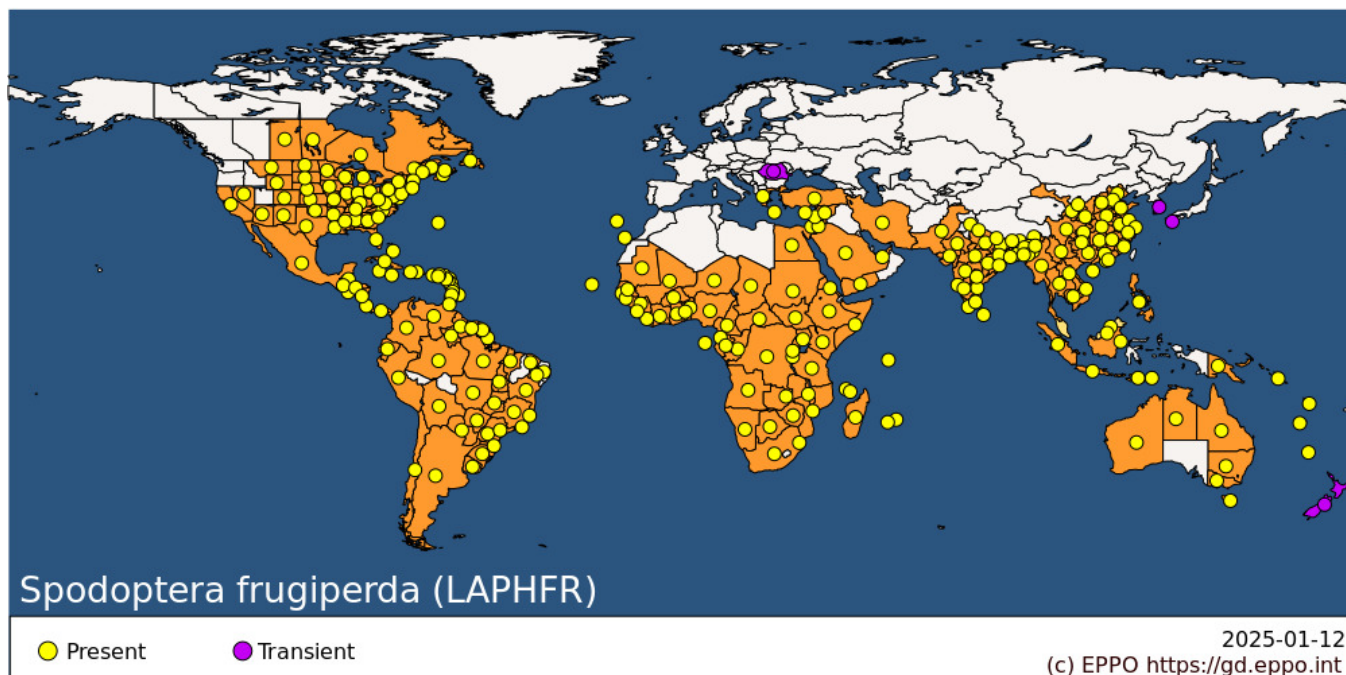 Spodoptera frugiperda (LAPHFR)
Present
Transient
2025-01-12
(c) EPPO https://gd.eppo.int